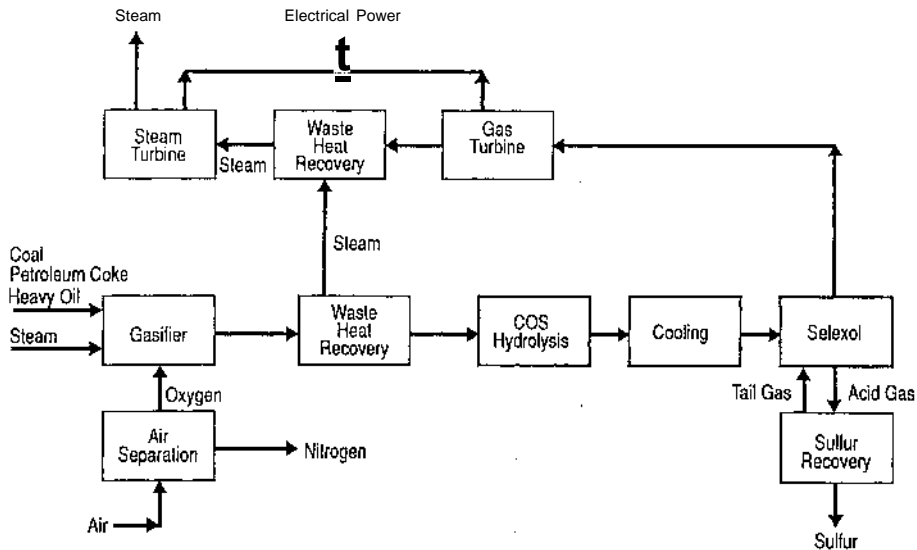 Steam
Electrical Power
t
Steam
Turbine
Waste
Heat
Recovery
Gas
Turbine
Steam
Steam
Coal
Petroleum Coke
Heavy Oil
Steam
Gasifier
Waste
Heat
Recovery
COS
Hydrolysis
Cooling
Selexol
Oxygen
Tail Gas
Acid Gas
Air
Separation
Nitrogen
Sulfur
Recovery
Air
Sulfur